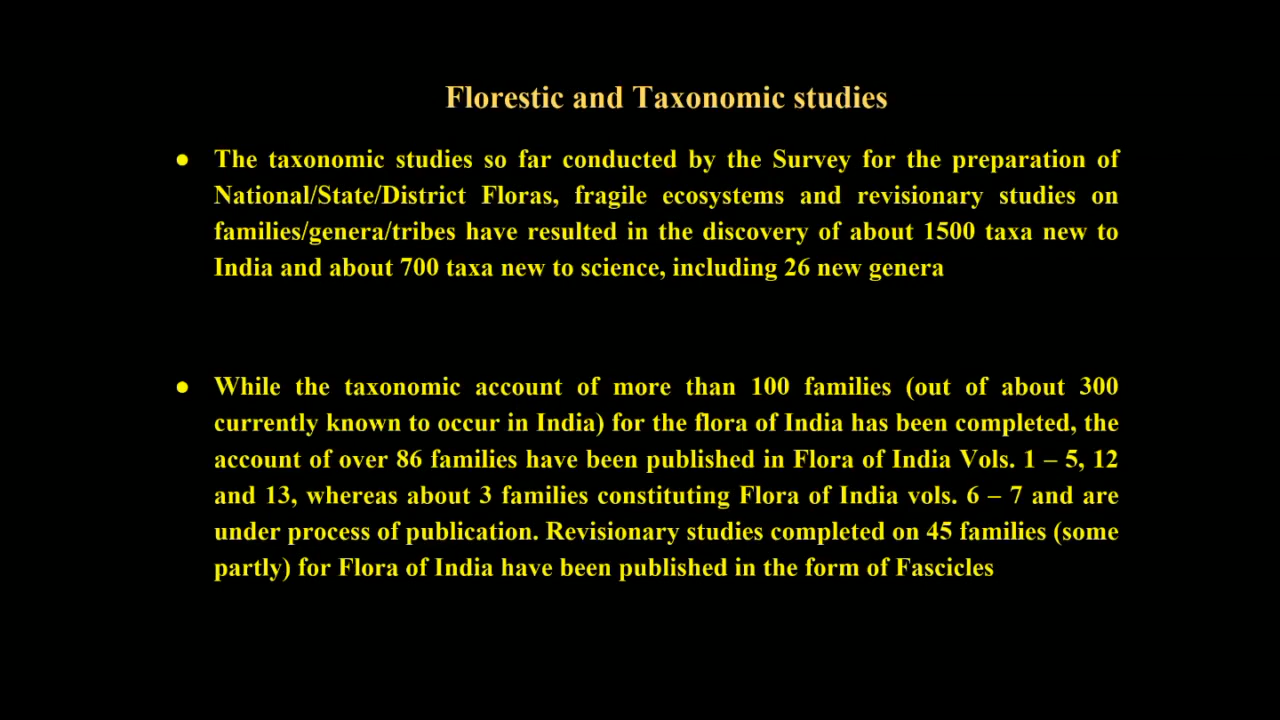 Florestic and Taxonomic studies
● The taxonomic studies so far conducted by the Survey for the preparation of
National/State/District Floras, fragile ecosystems and revisionary studies on
families/genera/tribes have resulted in the discovery of about 1500 taxa new to
India and about 700 taxa new to science, including 26 new genera
● While the taxonomic account of more than 100 families (out of about 300
currently known to occur in India) for the flora of India has been completed, the
account of over 86 families have been published in Flora of India Vols. 1 – 5, 12
and 13, whereas about 3 families constituting Flora of India vols. 6 – 7 and are
under process of publication. Revisionary studies completed on 45 families (some
partly) for Flora of India have been published in the form of Fascicles